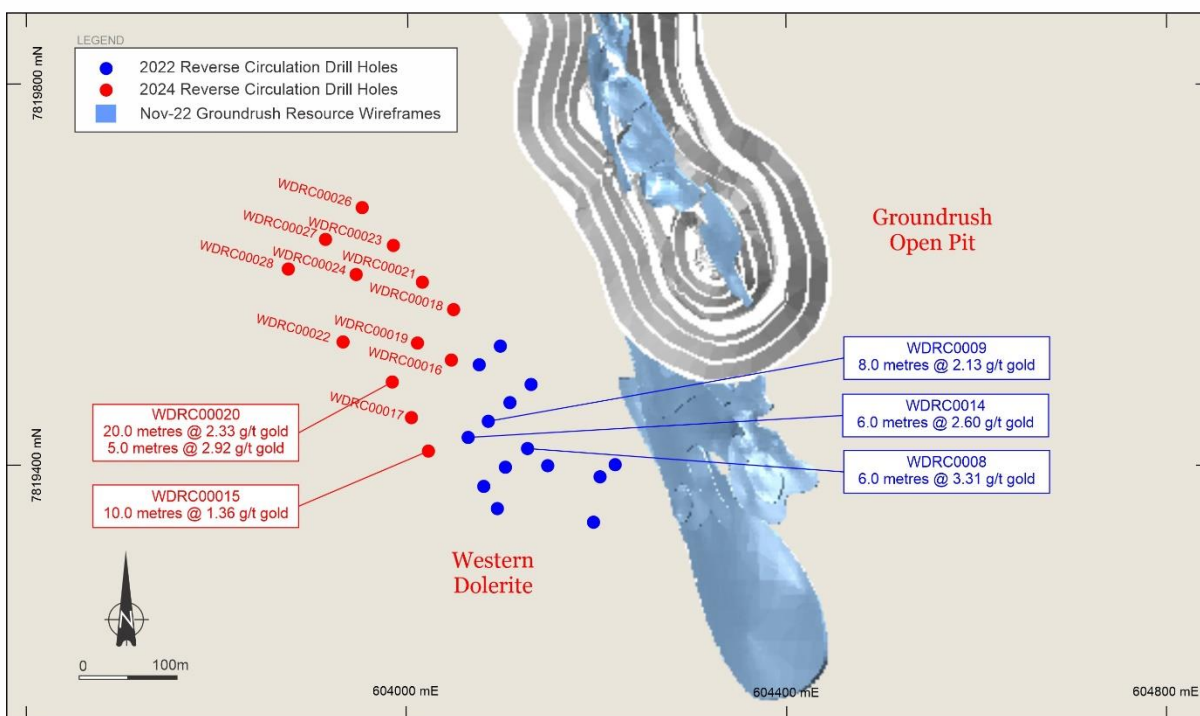 LEGEND
2022 Reverse Circulation Drill Holes
2024 Reverse Circulation Drill Holes
Nov-22 Groundrush Resource Wireframes
7819800 mN
WDRC00026
WDRC00023
WDRC00027
WDRC00021
WDRC00024
WDRC00028
WDRC00018
Groundrush
Open Pit
WDRC00019
WDRC00022
WDRC00016
WDRC0009
8.0 metres @ 2.13 g/t gold
WDRC00017
WDRC00020
20.0 metres @ 2.33 g/t gold
5.0 metres @ 2.92 g/t gold
WDRC0014
6.0 metres @ 2.60 g/t gold
7819400 mN
WDRC0008
6.0 metres @ 3.31 g/t gold
WDRC00015
10.0 metres @ 1.36 g/t gold
Western
Dolerite
N
0 100m
604000 mE
604400 mE
604800 mE